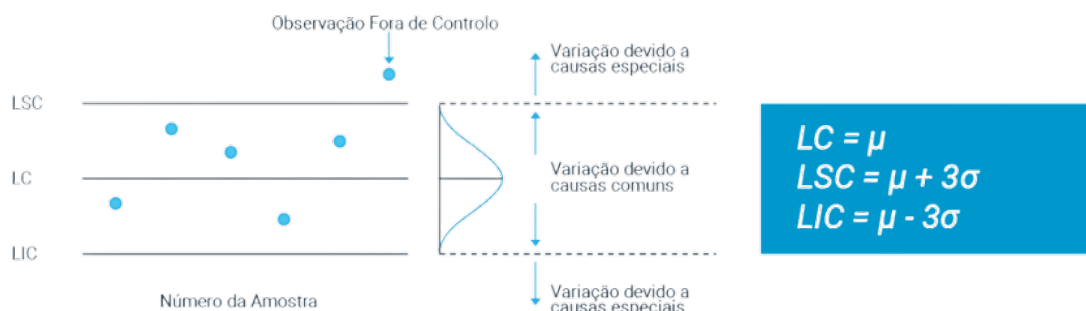 Observação Fora de Controlo
LSC
LC
LIC
Número da Amostra
Variação devido a
causas especiais
Variação devido a
causas comuns
Variação devido a
causas especiais
LC = μ
LSC = μ + 3σ
LIC = μ - 3σ